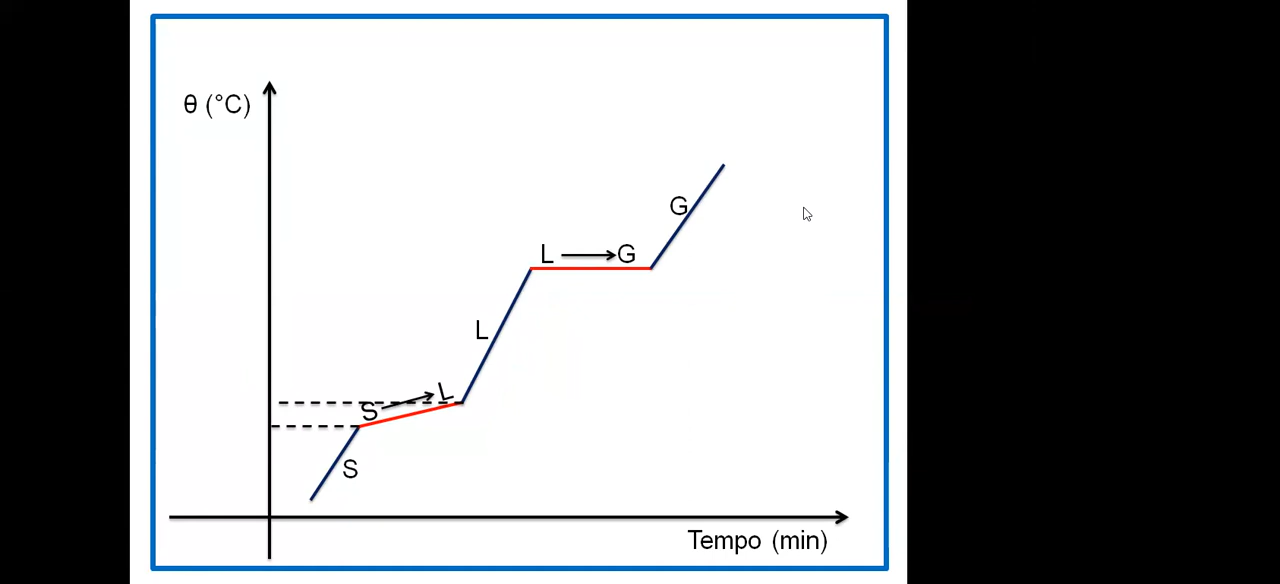 θ (°C)
G
L → G
L
S → L
S
Tempo (min)